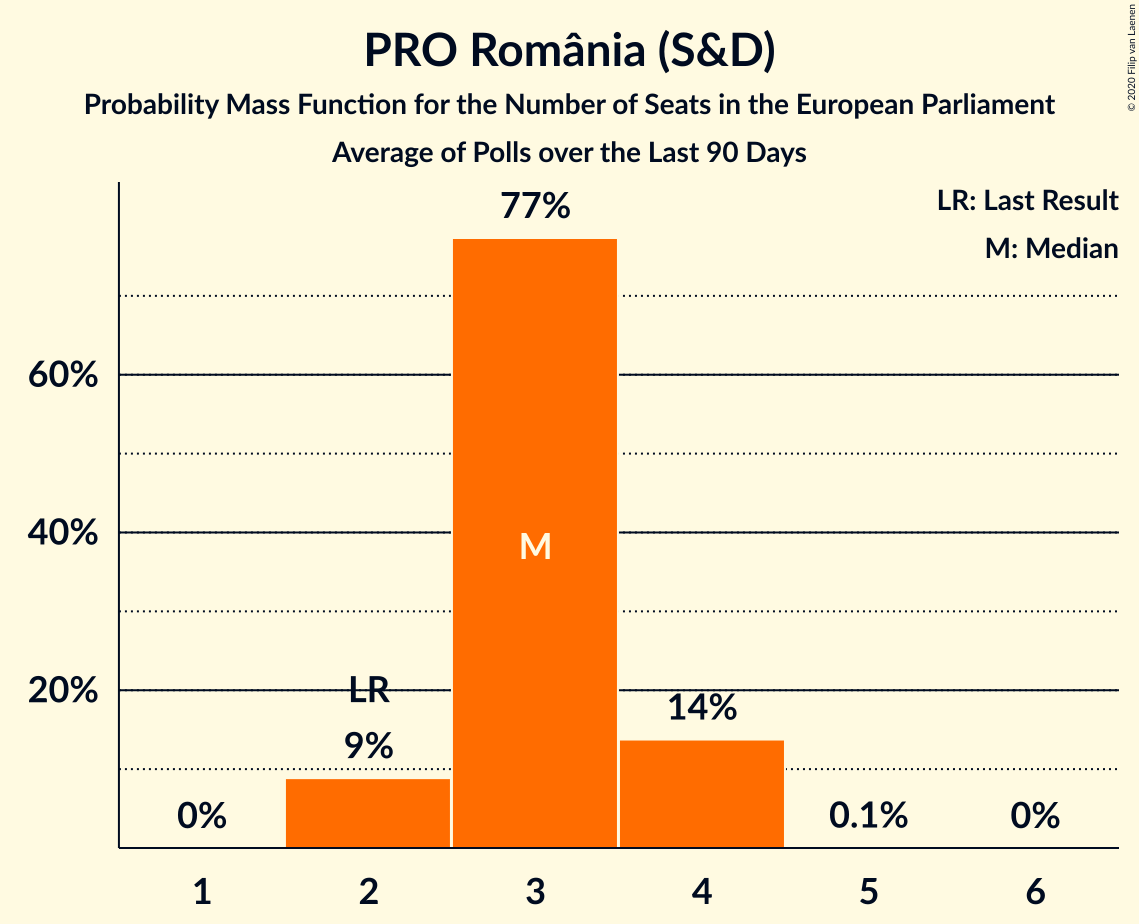 PRO România (S&D)
Probability Mass Function for the Number of Seats in the European Parliament
Average of Polls over the Last 90 Days
© 2020 Filip van Laenen
LR: Last Result
M: Median
77%
60%
40%
20%
M
LR
9%
14%
0%
0.1%
0%
1 2 3 4 5 6